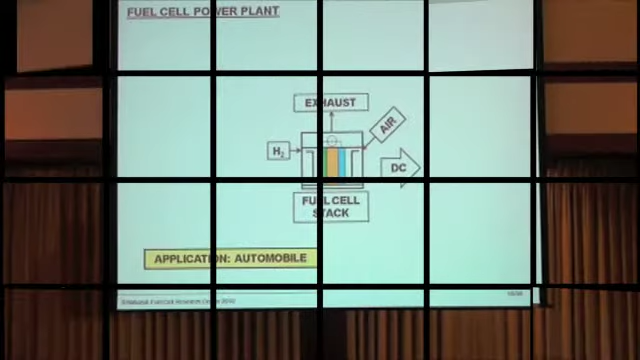 FUEL CELL POWER PLANT
EXHAUST
AIR
H₂
DC
FUEL CELL
STACK
APPLICATION: AUTOMOBILE